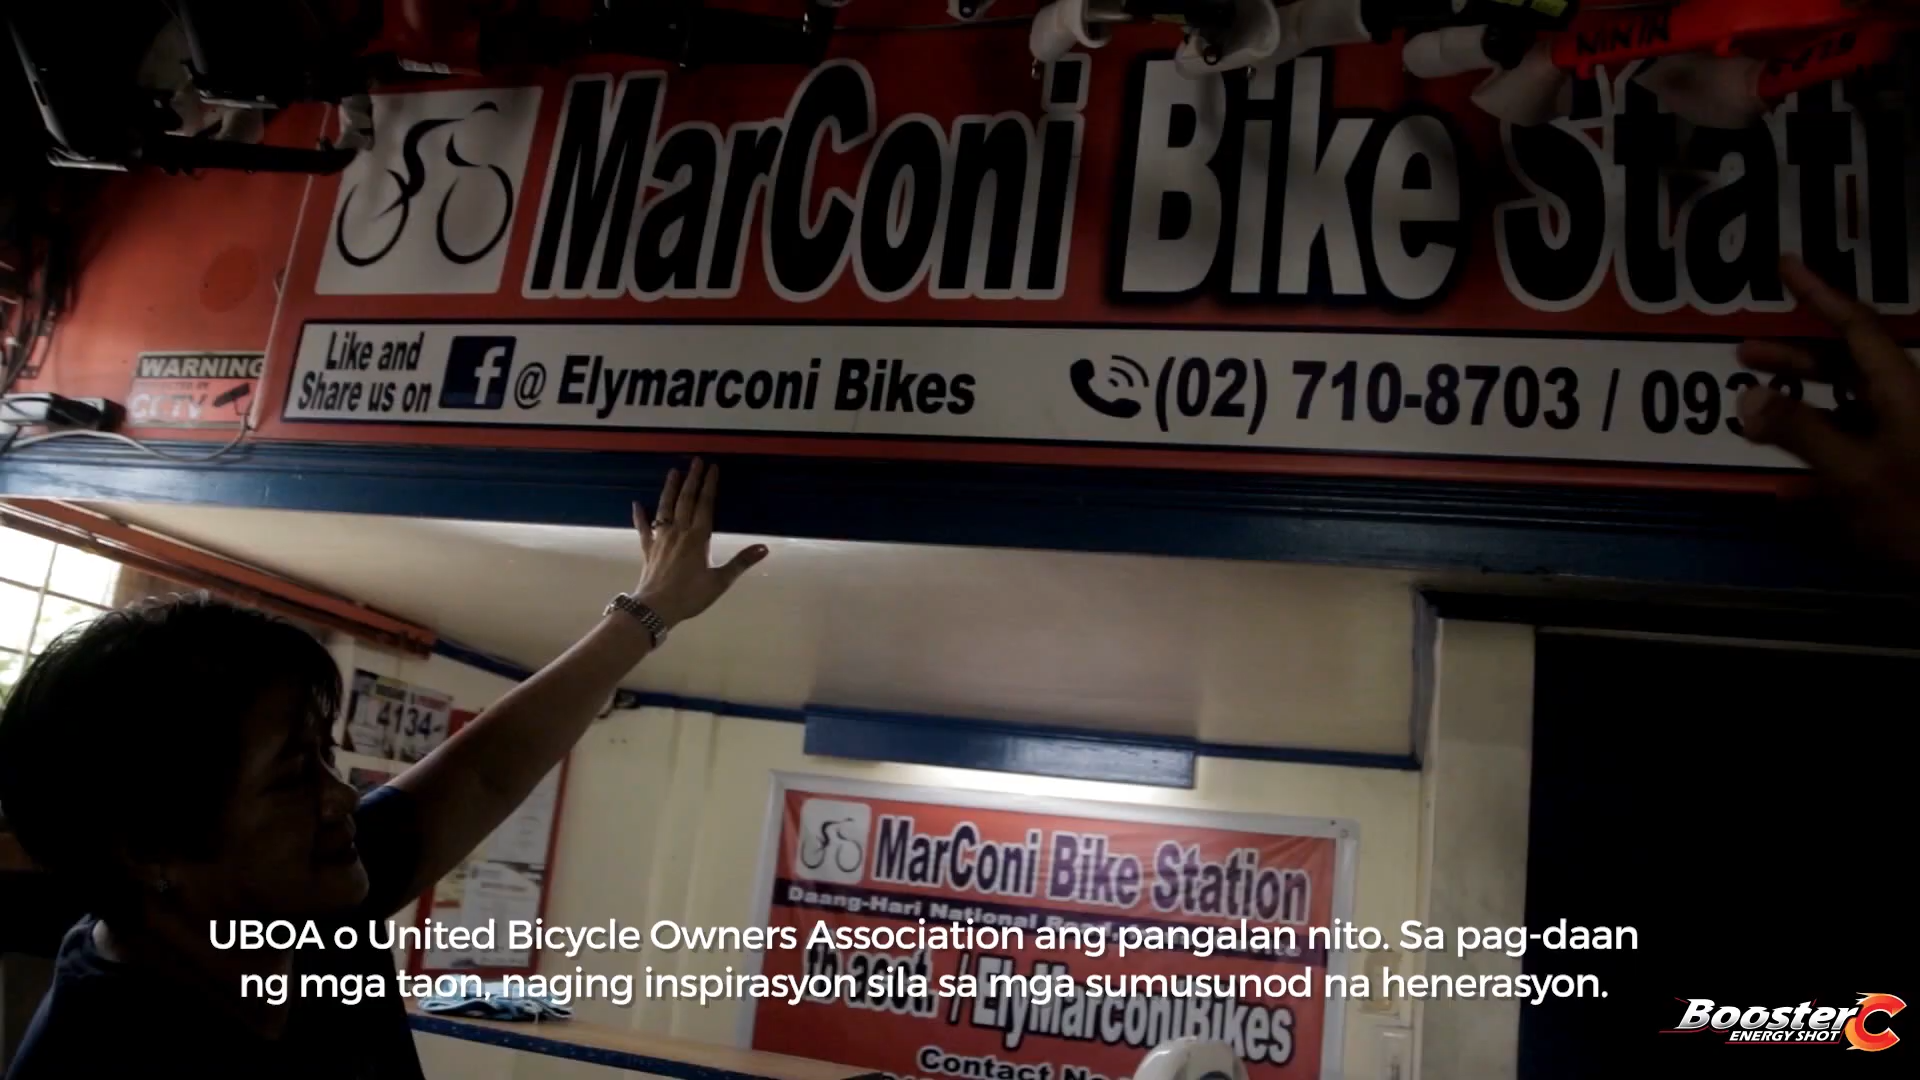 MarConi Bike Stati
Like and
Share us on
f @ Elymarconi Bikes
(02) 710-8703 / 093
WARNING
CCTV
4134
MarConi Bike Station
Daang-Hari National Road
/ ElyMarconiBikes
Contact No
UBOA o United Bicycle Owners Association ang pangalan nito. Sa pag-daan
ng mga taon, naging inspirasyon sila sa mga sumusunod na henerasyon.
Booster C
ENERGY SHOT